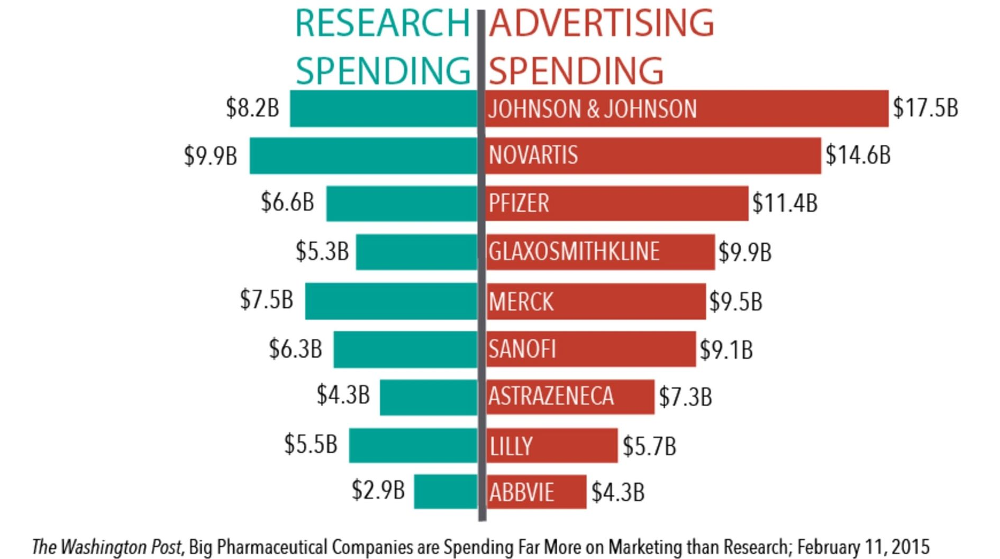 RESEARCH SPENDING
ADVERTISING SPENDING
$8.2B JOHNSON & JOHNSON $17.5B
$9.9B NOVARTIS $14.6B
$6.6B PFIZER $11.4B
$5.3B GLAXOSMITHKLINE $9.9B
$7.5B MERCK $9.5B
$6.3B SANOFI $9.1B
$4.3B ASTRAZENECA $7.3B
$5.5B LILLY $5.7B
$2.9B ABBVIE $4.3B
The Washington Post, Big Pharmaceutical Companies are Spending Far More on Marketing than Research; February 11, 2015